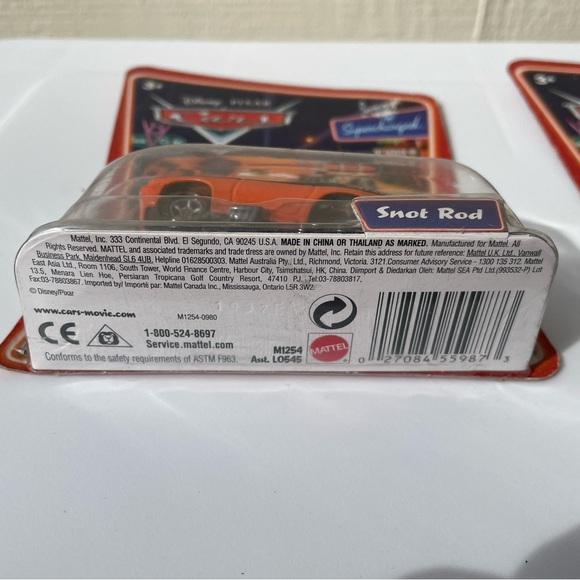 3+
Disney PIXAR
Cars
Supercharged
3+
Snot Rod
Mattel, Inc. 333 Continental Blvd. El Segundo, CA 90245 U.S.A. MADE IN CHINA OR THAILAND AS MARKED. Manufactured for Mattel. All
Rights Reserved. MATTEL and associated trademarks and trade dress are owned by Mattel, Inc. Retain this address for future reference: Mattel U.K. Ltd., Vanwall
Business Park, Maidenhead SL6 4UB. Helpline 01628500303. Mattel Australia Pty., Ltd., Richmond, Victoria. 3121.Consumer Advisory Service - 1300 135 312. Mattel
East Asia Ltd., Room 1106, South Tower, World Finance Centre, Harbour City, Tsimshatsui, HK, China. Diimport & Diedarkan Oleh: Mattel SEA Ptd Ltd.(993532-P) Lot
13.5, Menara Lien Hoe, Persiaran Tropicana Golf Country Resort, 47410 PJ. Tel:03-78803817,
Fax:03-78803867. Imported by/ Importé par: Mattel Canada Inc., Mississauga, Ontario L5R 3W2.
© Disney/Pixar
www.cars-movie.com
M1254-0980
CE
1-800-524-8697
Service.mattel.com
Conforms to the safety requirements of ASTM F963.
M1254
Asst. L0545
MATTEL
0 27084 55987 3